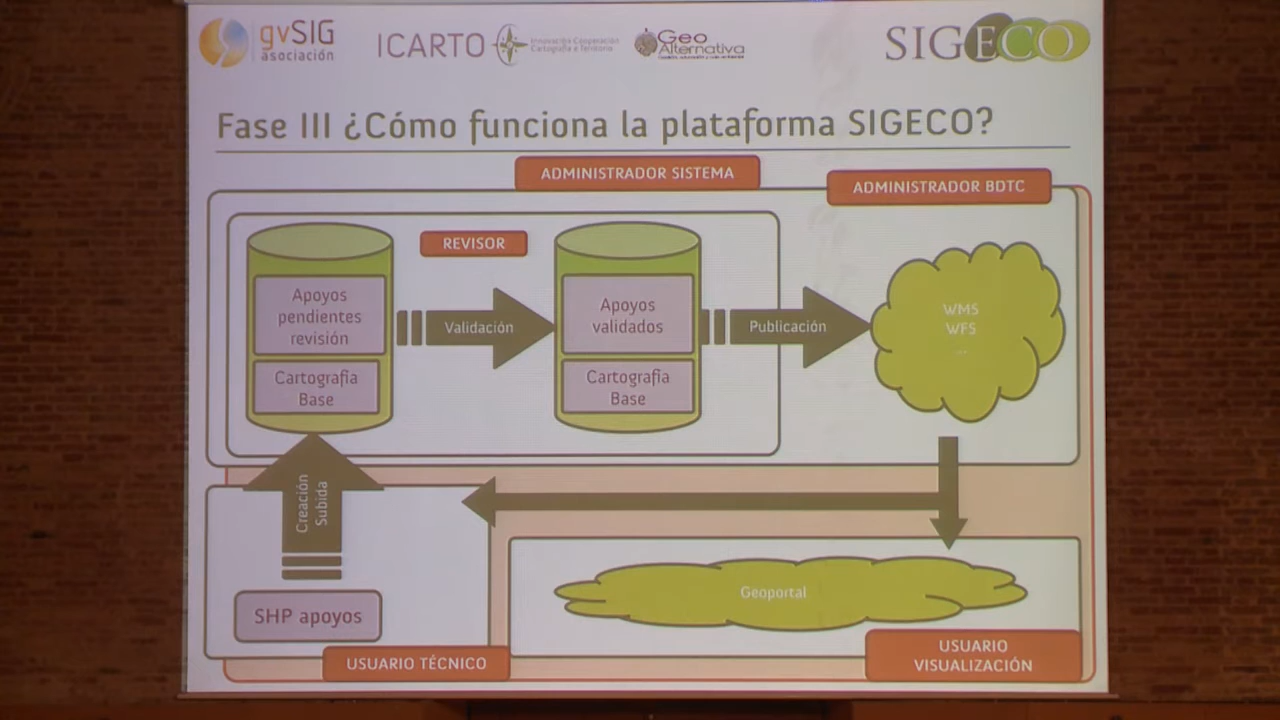 gvSIG
asociación
ICARTO
Innovación Cooperación
Cartografía e Territorio
Geo
Alternativa
SIGECO
Fase III ¿Cómo funciona la plataforma SIGECO?
ADMINISTRADOR SISTEMA
ADMINISTRADOR BDTC
REVISOR
Apoyos
pendientes
revisión
Cartografía
Base
Validación
Apoyos
validados
Cartografía
Base
Publicación
WMS
WFS
...
Creación
Subida
SHP apoyos
USUARIO TÉCNICO
Geoportal
USUARIO
VISUALIZACIÓN